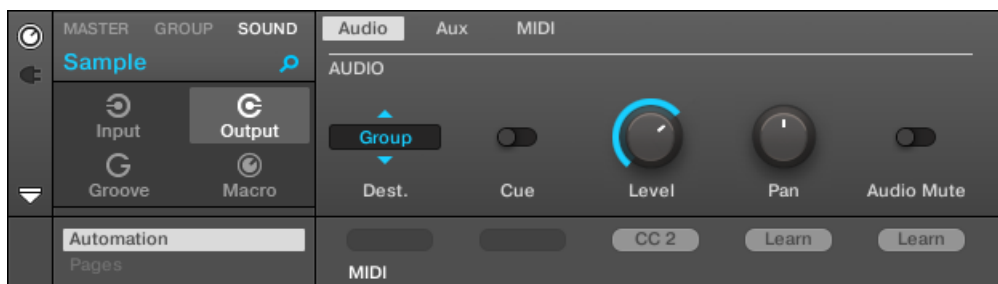 MASTER GROUP SOUND
Sample
Input Output
Groove Macro
Automation
Pages
Audio Aux MIDI
AUDIO
Group
Dest. Cue Level Pan Audio Mute
CC 2 Learn Learn
MIDI